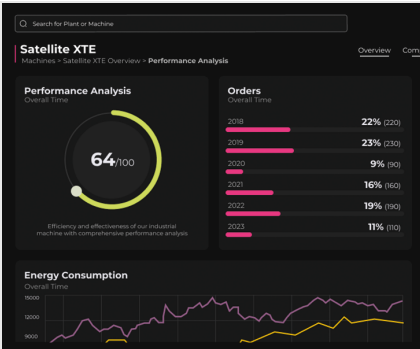 Search for Plant or Machine
Satellite XTE
Overview Com
Machines > Satellite XTE Overview > Performance Analysis
Performance Analysis
Overall Time
64/100
Efficiency and effectiveness of our industrial
machine with comprehensive performance analysis
Orders
Overall Time
2018 22% (220)
2019 23% (230)
2020 9% (90)
2021 16% (160)
2022 19% (190)
2023 11% (110)
Energy Consumption
Overall Time
15000
12000
9000